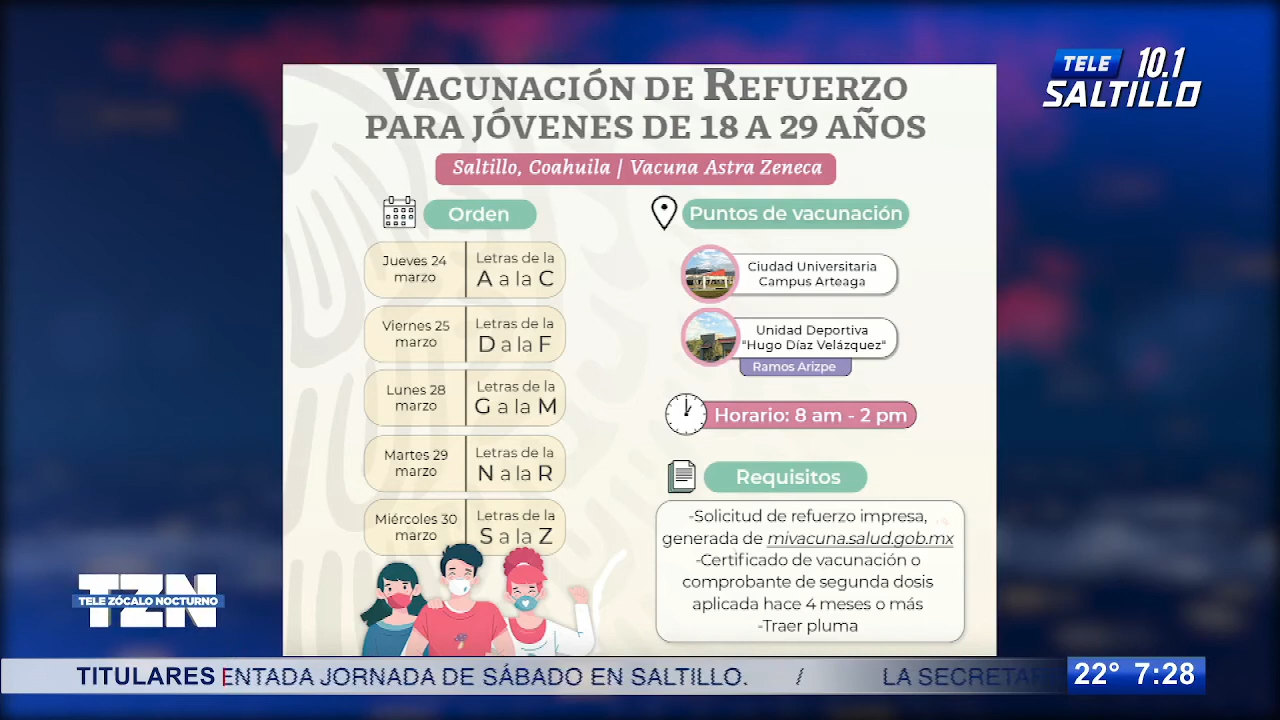 VACUNACIÓN DE REFUERZO
PARA JÓVENES DE 18 A 29 AÑOS
Saltillo, Coahuila | Vacuna Astra Zeneca
Orden
Jueves 24
marzo
Letras de la
A a la C
Viernes 25
marzo
Letras de la
D a la F
Lunes 28
marzo
Letras de la
G a la M
Martes 29
marzo
Letras de la
N a la R
Miércoles 30
marzo
Letras de la
S a la Z
Puntos de vacunación
Ciudad Universitaria
Campus Arteaga
Unidad Deportiva
"Hugo Díaz Velázquez"
Ramos Arizpe
Horario: 8 am - 2 pm
Requisitos
-Solicitud de refuerzo impresa,
generada de mivacuna.salud.gob.mx
-Certificado de vacunación o
comprobante de segunda dosis
aplicada hace 4 meses o más
-Traer pluma
TELE 10.1
SALTILLO
TZN
TELE ZÓCALO NOCTURNO
TITULARES ENTADA JORNADA DE SÁBADO EN SALTILLO. / LA SECRETAR
22° 7:28